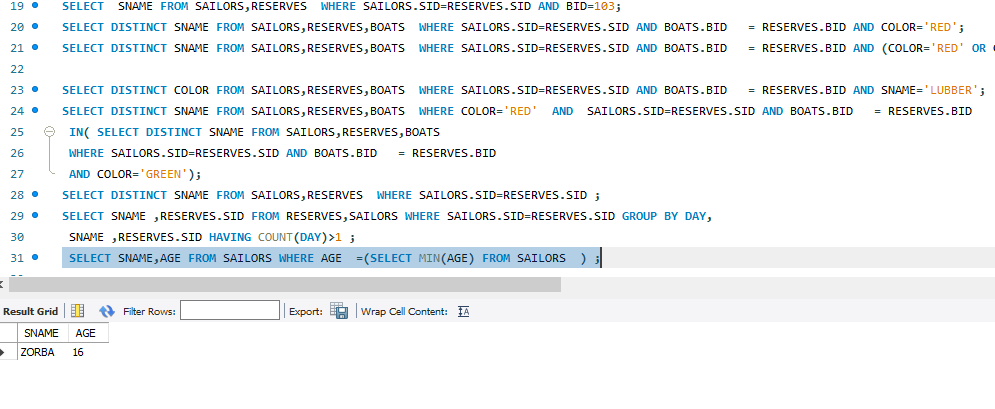 19 SELECT SNAME FROM SAILORS,RESERVES WHERE SAILORS.SID=RESERVES.SID AND BID=103;
20 SELECT DISTINCT SNAME FROM SAILORS,RESERVES,BOATS WHERE SAILORS.SID=RESERVES.SID AND BOATS.BID = RESERVES.BID AND COLOR='RED';
21 SELECT DISTINCT SNAME FROM SAILORS,RESERVES,BOATS WHERE SAILORS.SID=RESERVES.SID AND BOATS.BID = RESERVES.BID AND (COLOR='RED' OR
22
23 SELECT DISTINCT COLOR FROM SAILORS,RESERVES,BOATS WHERE SAILORS.SID=RESERVES.SID AND BOATS.BID = RESERVES.BID AND SNAME='LUBBER';
24 SELECT DISTINCT SNAME FROM SAILORS,RESERVES,BOATS WHERE COLOR='RED' AND SAILORS.SID=RESERVES.SID AND BOATS.BID = RESERVES.BID
25 IN( SELECT DISTINCT SNAME FROM SAILORS,RESERVES,BOATS
26 WHERE SAILORS.SID=RESERVES.SID AND BOATS.BID = RESERVES.BID
27 AND COLOR='GREEN');
28 SELECT DISTINCT SNAME FROM SAILORS,RESERVES WHERE SAILORS.SID=RESERVES.SID ;
29 SELECT SNAME ,RESERVES.SID FROM RESERVES,SAILORS WHERE SAILORS.SID=RESERVES.SID GROUP BY DAY,
30 SNAME ,RESERVES.SID HAVING COUNT(DAY)>1 ;
31 SELECT SNAME,AGE FROM SAILORS WHERE AGE =(SELECT MIN(AGE) FROM SAILORS ) ;
Result Grid Filter Rows: Export: Wrap Cell Content:
SNAME AGE
ZORBA 16